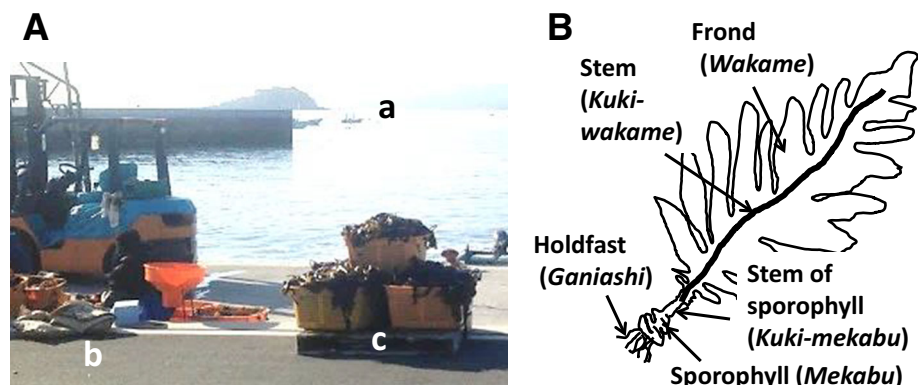 A
a
b
c
B
Frond
(Wakame)
Stem
(Kuki-
wakame)
Holdfast
(Ganiashi)
Stem of
sporophyll
(Kuki-mekabu)
Sporophyll (Mekabu)